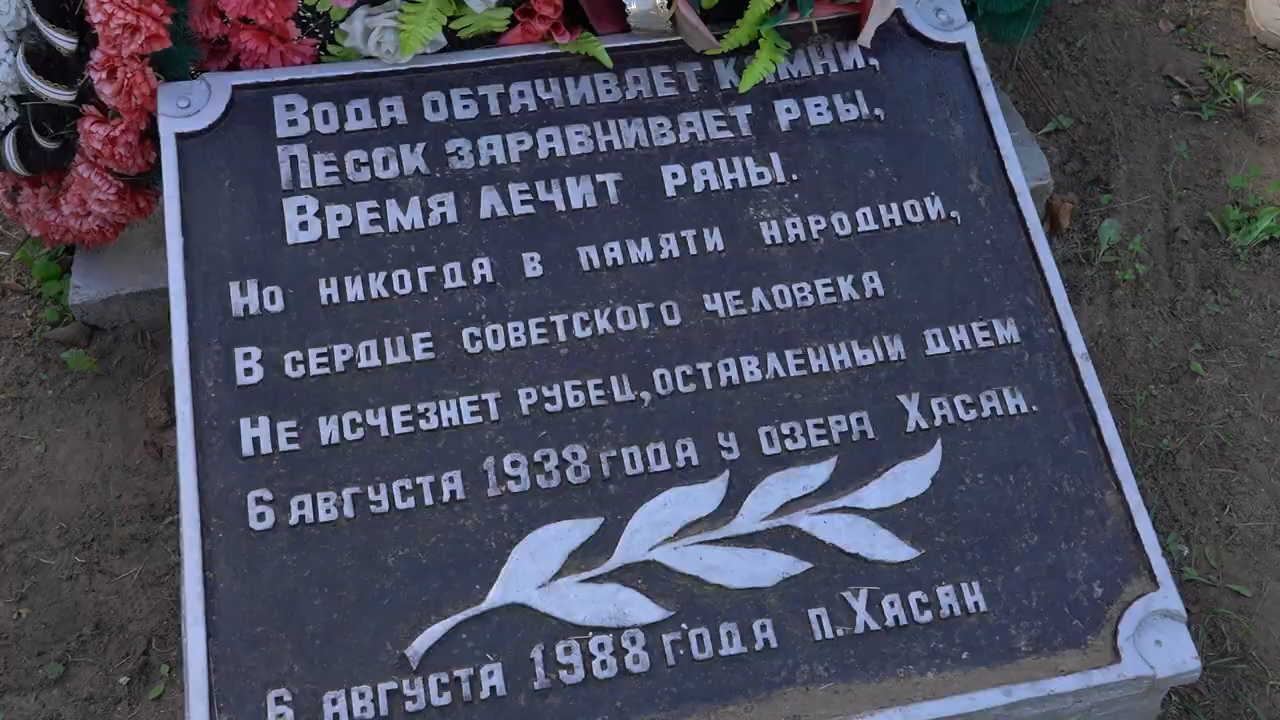 Вода обтачивает камни,
Песок заравнивает рвы,
Время лечит раны.
Но никогда в памяти народной,
В сердце советского человека
Не исчезнет рубец, оставленный днём
6 августа 1938 года у озера Хасан.
6 августа 1988 года п. Хасан